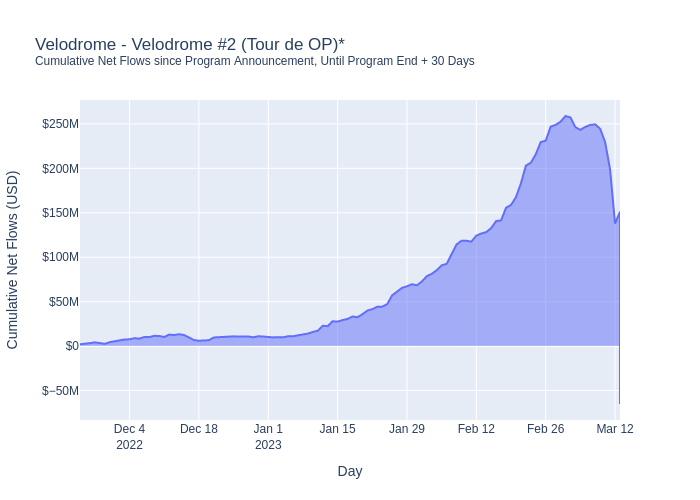 Velodrome - Velodrome #2 (Tour de OP)*
Cumulative Net Flows since Program Announcement, Until Program End + 30 Days
Cumulative Net Flows (USD)
$250M
$200M
$150M
$100M
$50M
$0
$−50M
Dec 4
2022
Dec 18
Jan 1
2023
Jan 15
Jan 29
Feb 12
Feb 26
Mar 12
Day